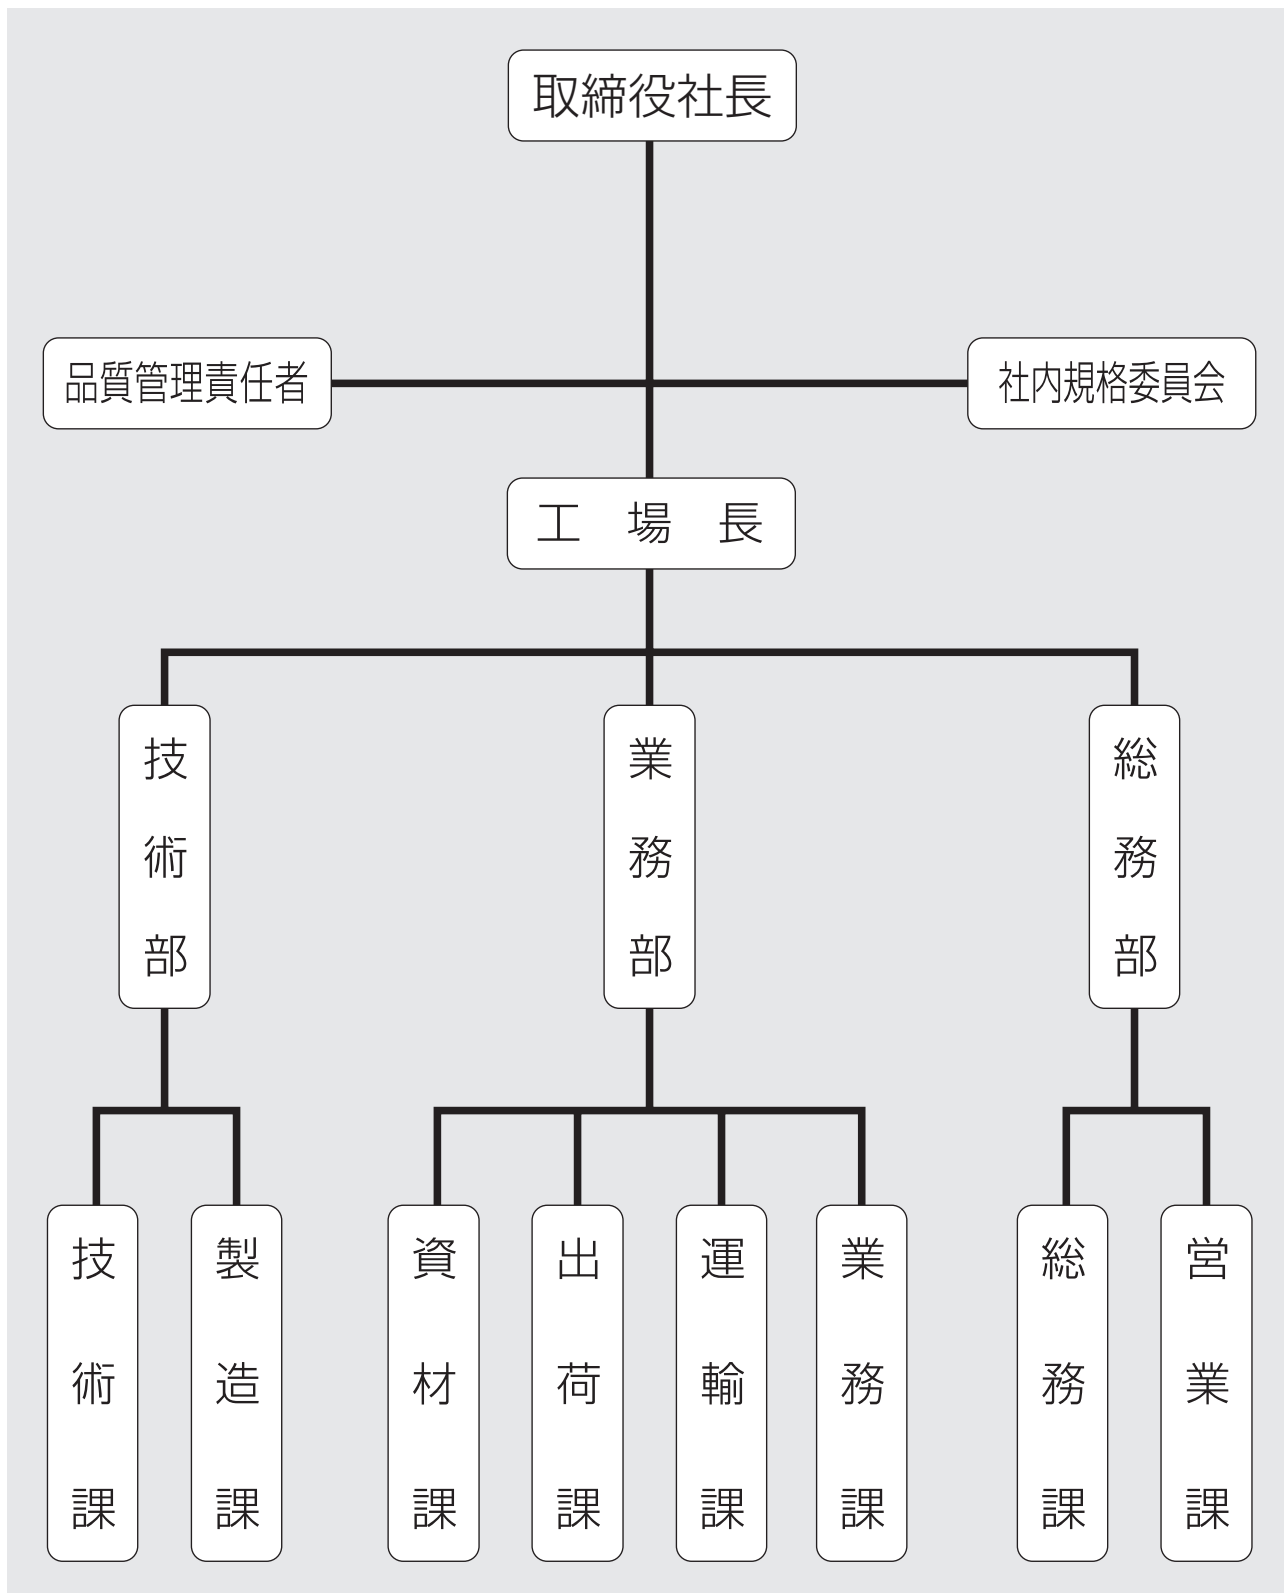 取締役社長
品質管理責任者
社内規格委員会
工　場　長
技術部
業務部
総務部
技術課
製造課
資材課
出荷課
運輸課
業務課
総務課
営業課